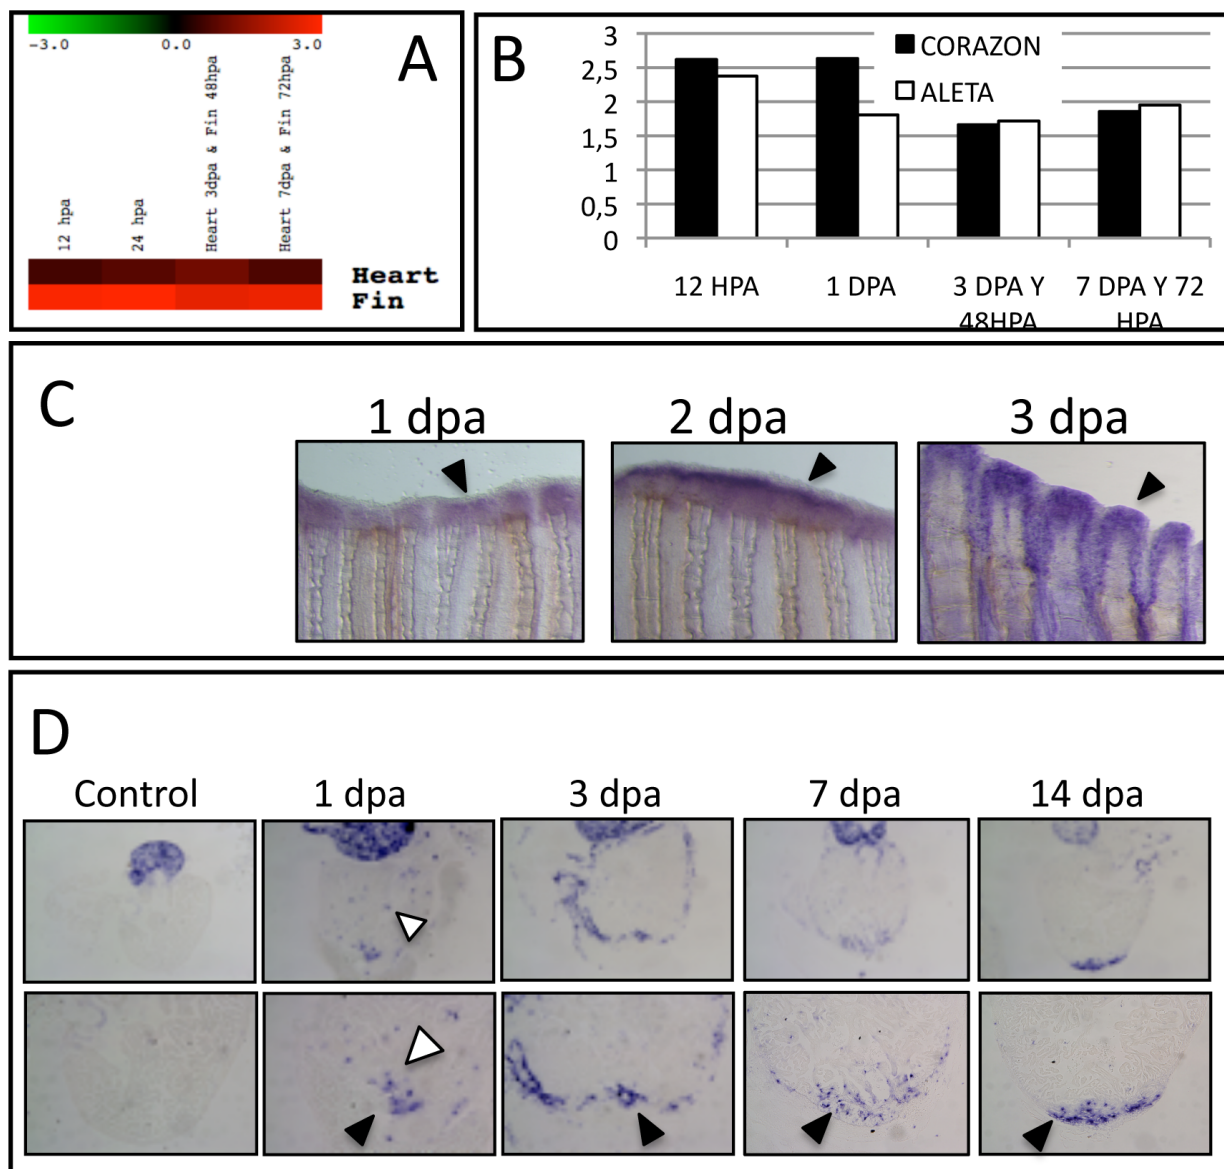 A
-3.0 0.0 3.0
12 hpa
24 hpa
Heart 3dpa & Fin 48hpa
Heart 7dpa & Fin 72hpa
Heart
Fin
B
3
2,5
2
1,5
1
0,5
0
CORAZON
ALETA
12 HPA
1 DPA
3 DPA Y
48HPA
7 DPA Y 72
HPA
C
1 dpa
2 dpa
3 dpa
D
Control
1 dpa
3 dpa
7 dpa
14 dpa